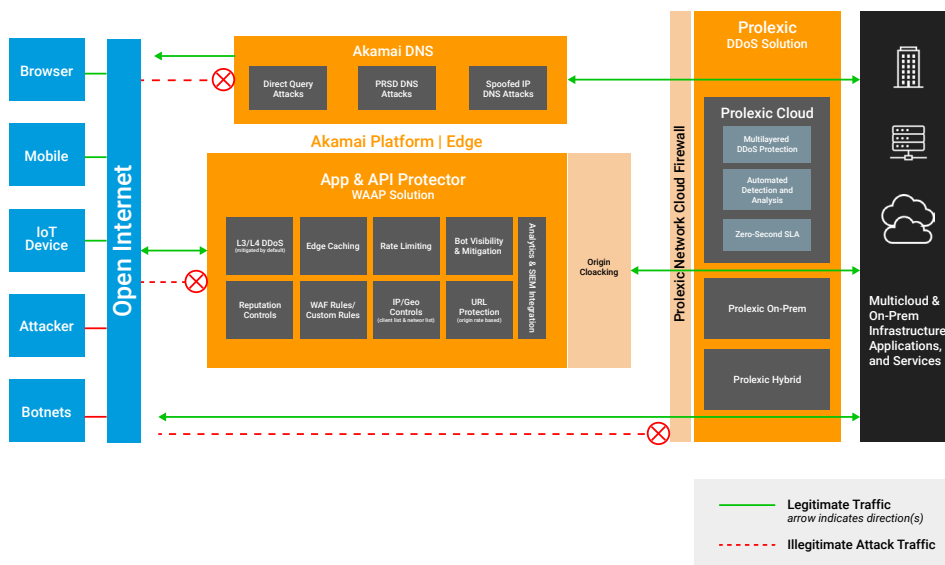 Browser
Mobile
IoT
Device
Attacker
Botnets
Open Internet
Akamai DNS
Direct Query
Attacks
PRSD DNS
Attacks
Spoofed IP
DNS Attacks
Akamai Platform | Edge
App & API Protector
WAAP Solution
L3/L4 DDoS
(mitigated by default)
Edge Caching
Rate Limiting
Bot Visibility
& Mitigation
Reputation
Controls
WAF Rules/
Custom Rules
IP/Geo
Controls
(client list & networ list)
URL
Protection
(origin rate based)
Analytics & SIEM Integration
Origin
Cloacking
Prolexic Network Cloud Firewall
Prolexic
DDoS Solution
Prolexic Cloud
Multilayered
DDoS Protection
Automated
Detection and
Analysis
Zero-Second SLA
Prolexic On-Prem
Prolexic Hybrid
Multicloud &
On-Prem
Infrastructure
Applications,
and Services
Legitimate Traffic
arrow indicates direction(s)
Illegitimate Attack Traffic